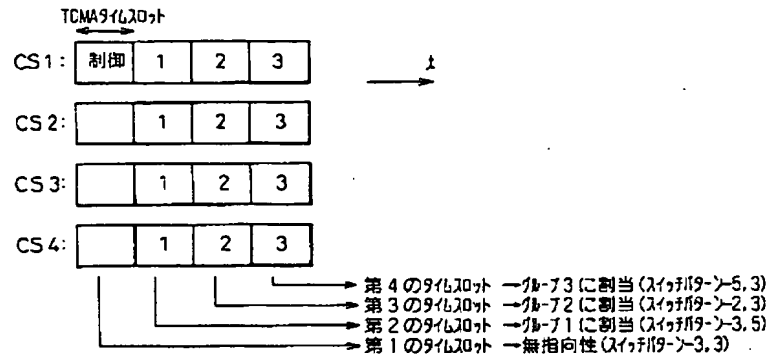 TCMAタイムスロット
CS1: 制御 1 2 3
t
CS2: 1 2 3
CS3: 1 2 3
CS4: 1 2 3
第4のタイムスロット→グループ3に割当(スイッチパターン-5,3)
第3のタイムスロット→グループ2に割当(スイッチパターン-2,3)
第2のタイムスロット→グループ1に割当(スイッチパターン-3,5)
第1のタイムスロット→無指向性(スイッチパターン-3,3)